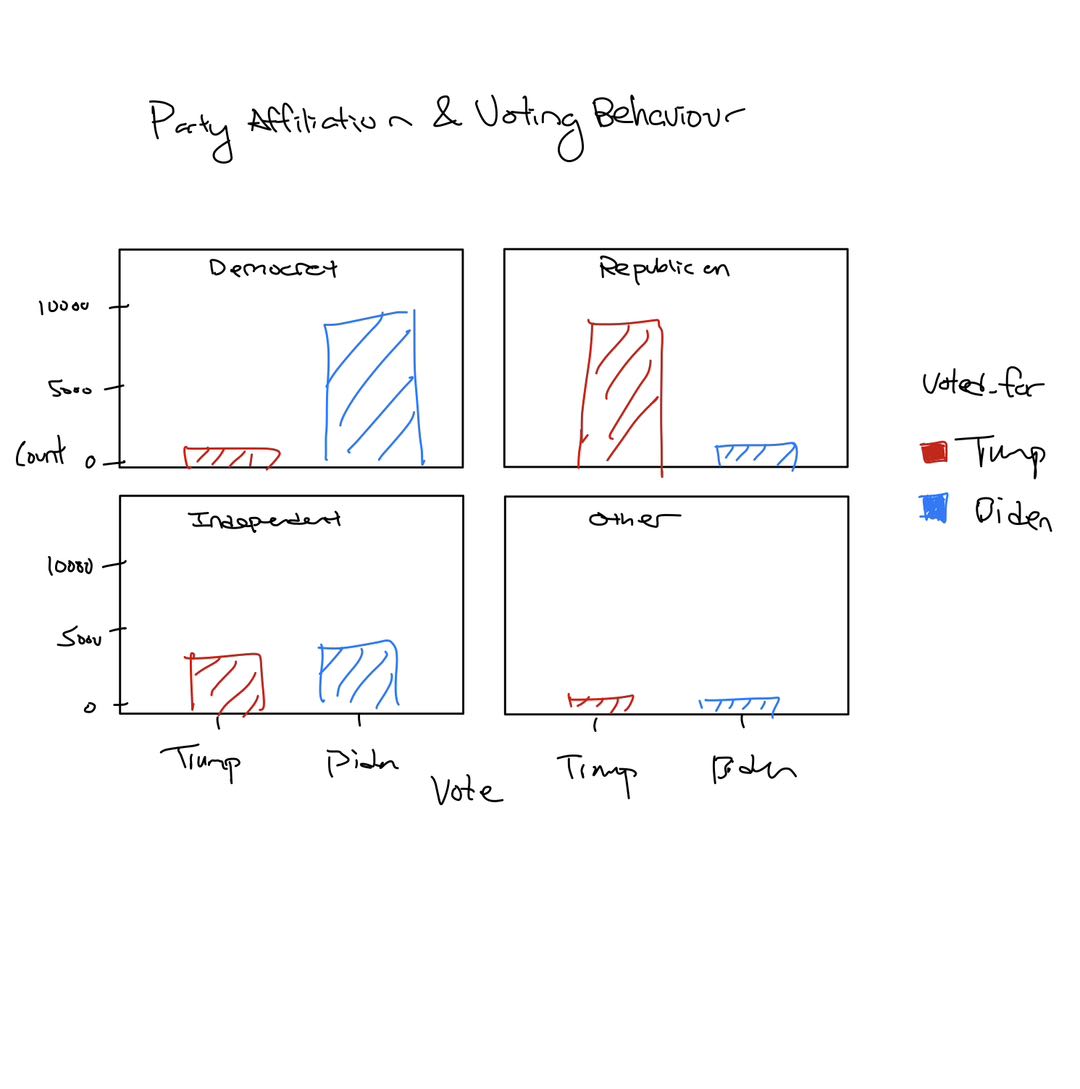 Party Affiliation & Voting Behaviour
Democrat
Republican
10000
5000
Count 0
Voted_for
Trump
Biden
Independent
Other
10000
5000
0
Trump Biden
Trump Biden
Vote